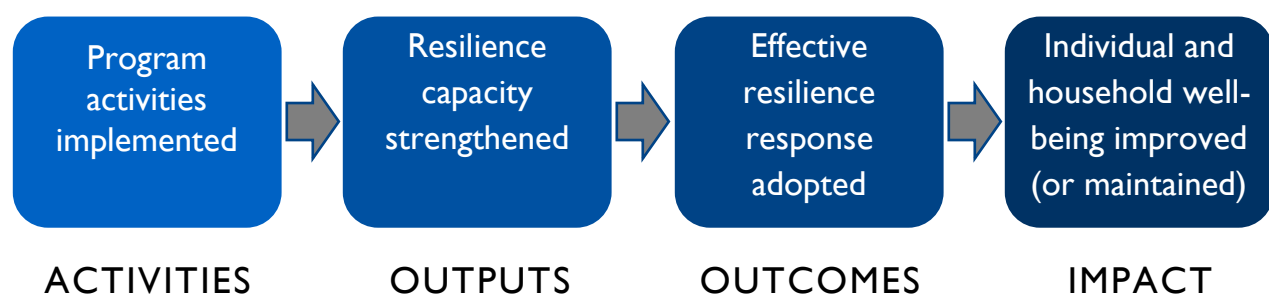 Program
activities
implemented
Resilience
capacity
strengthened
Effective
resilience
response
adopted
Individual and
household well-
being improved
(or maintained)
ACTIVITIES
OUTPUTS
OUTCOMES
IMPACT